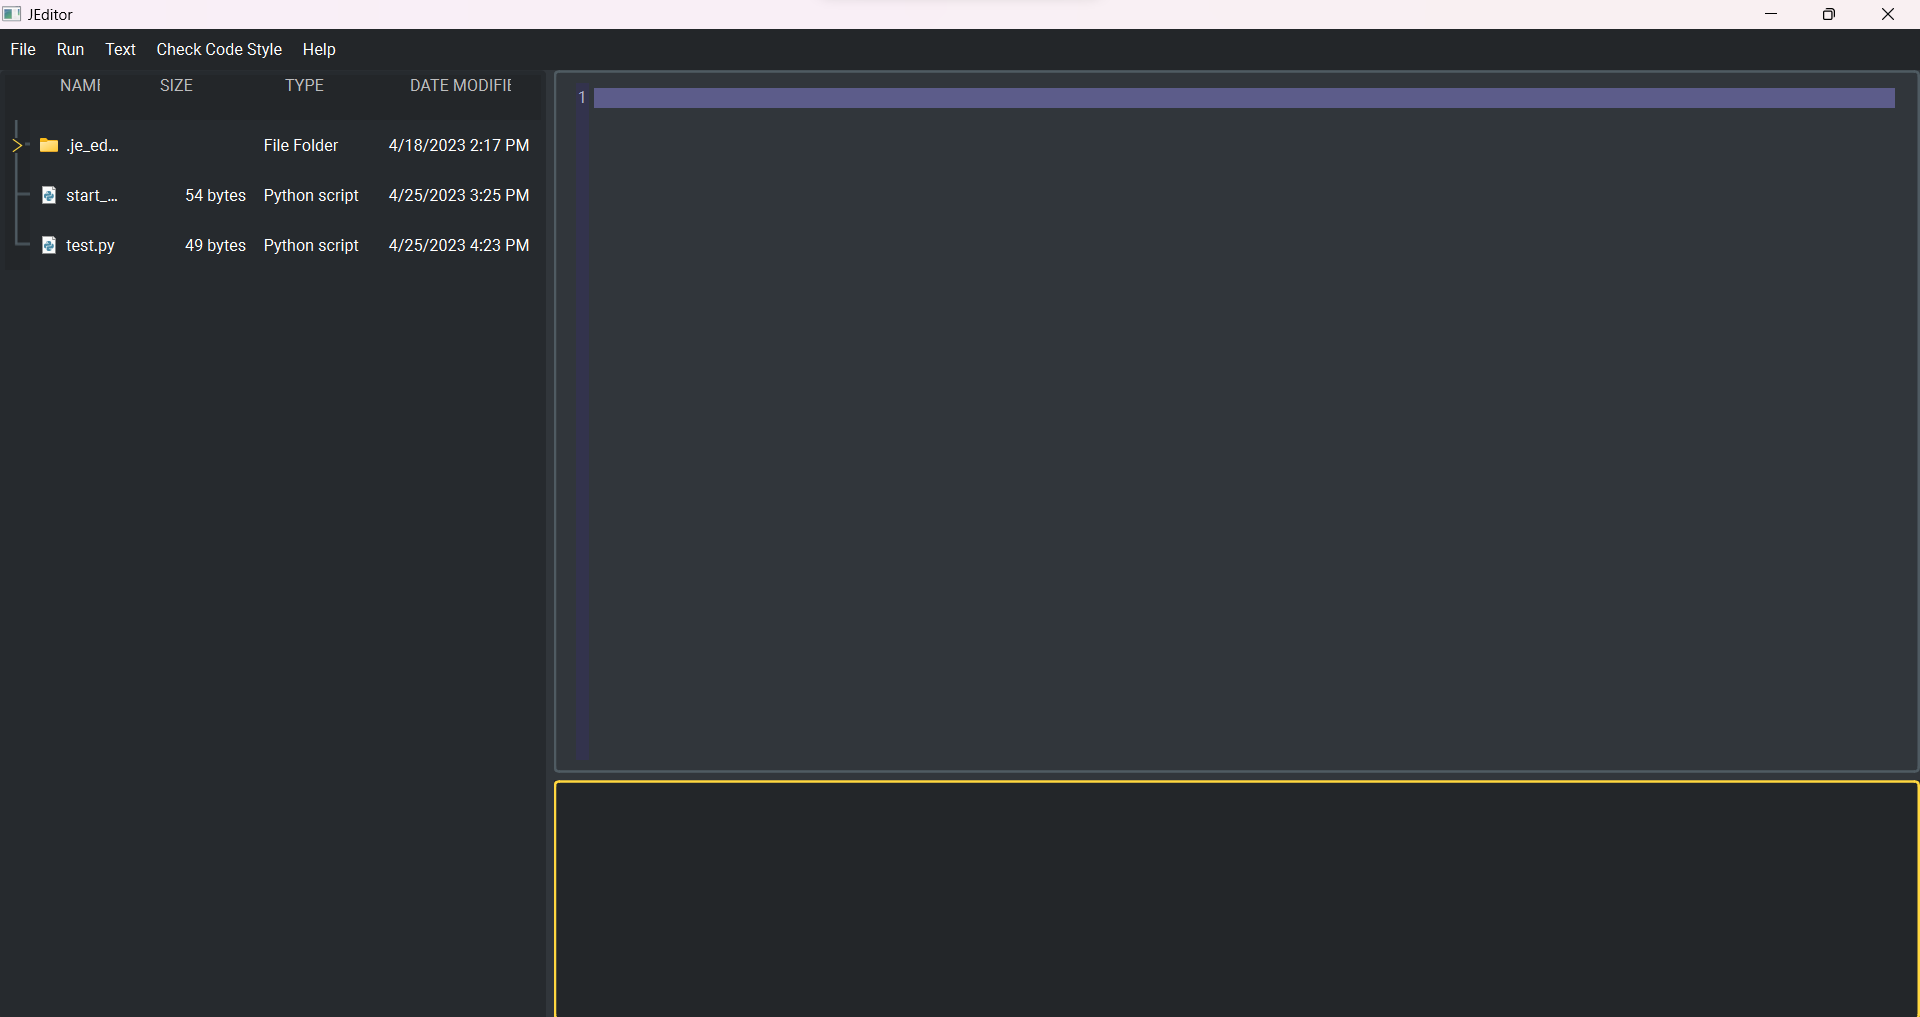 JEditor
File Run Text Check Code Style Help
NAME SIZE TYPE DATE MODIFIE
.je_ed... File Folder 4/18/2023 2:17 PM
start_... 54 bytes Python script 4/25/2023 3:25 PM
test.py 49 bytes Python script 4/25/2023 4:23 PM
1